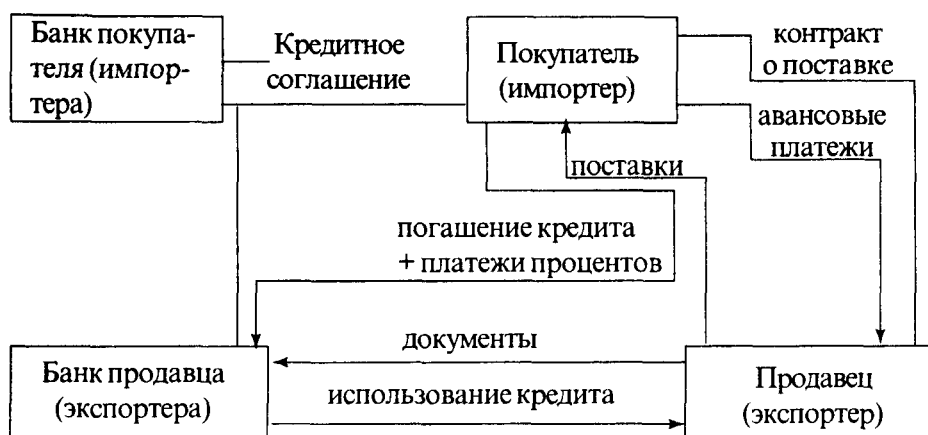 Банк покупа-
теля (импор-
тера)
Кредитное
соглашение
Покупатель
(импортер)
контракт
о поставке
авансовые
платежи
поставки
погашение кредита
+ платежи процентов
документы
Банк продавца
(экспортера)
использование кредита
Продавец
(экспортер)